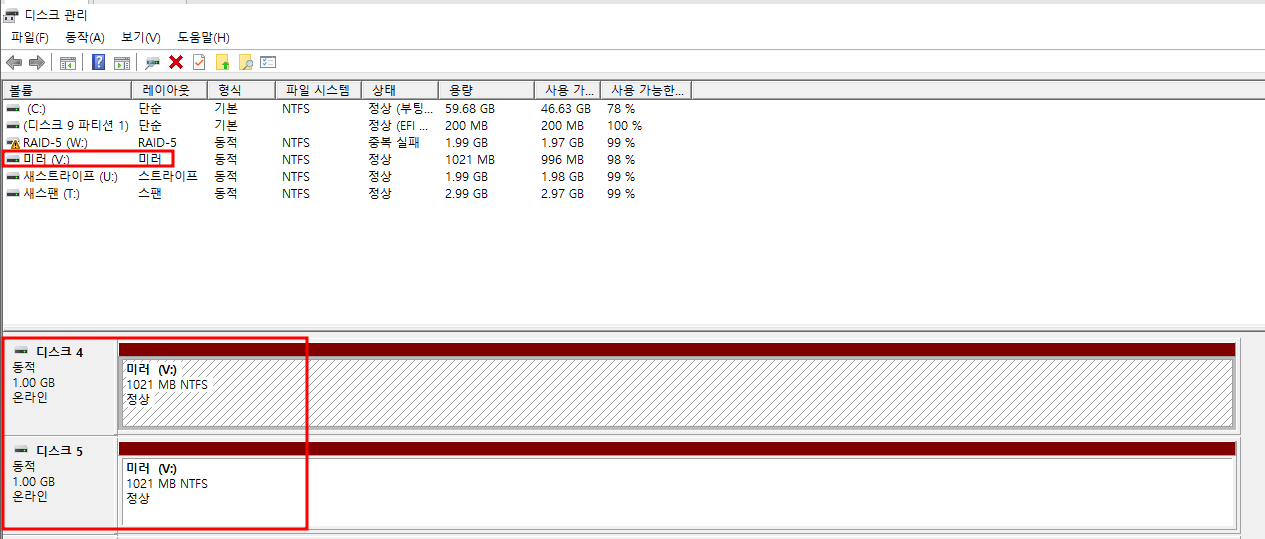 디스크 관리
파일(F) 동작(A) 보기(V) 도움말(H)
볼륨 레이아웃 형식 파일 시스템 상태 용량 사용 가... 사용 가능한...
(C:) 단순 기본 NTFS 정상 (부팅... 59.68 GB 46.63 GB 78 %
(디스크 9 파티션 1) 단순 기본 정상 (EFI ... 200 MB 200 MB 100 %
RAID-5 (W:) RAID-5 동적 NTFS 중복 실패 1.99 GB 1.97 GB 99 %
미러 (V:) 미러 동적 NTFS 정상 1021 MB 996 MB 98 %
새스트라이프 (U:) 스트라이프 동적 NTFS 정상 1.99 GB 1.98 GB 99 %
새스팬 (T:) 스팬 동적 NTFS 정상 2.99 GB 2.97 GB 99 %
디스크 4
동적
1.00 GB
온라인
미러 (V:)
1021 MB NTFS
정상
디스크 5
동적
1.00 GB
온라인
미러 (V:)
1021 MB NTFS
정상